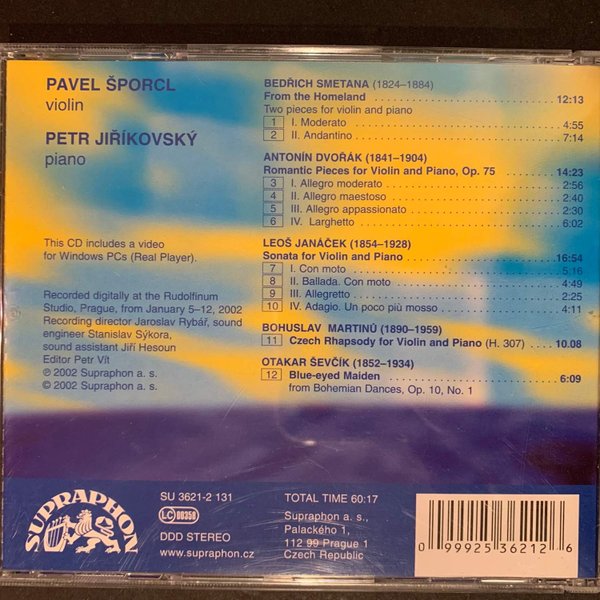 PAVEL ŠPORCL
violin
PETR JIŘÍKOVSKÝ
piano
This CD includes a video
for Windows PCs (Real Player).
Recorded digitally at the Rudolfinum
Studio, Prague, from January 5–12, 2002
Recording director Jaroslav Rybář, sound
engineer Stanislav Sýkora,
sound assistant Jiří Hesoun
Editor Petr Vít
℗ 2002 Supraphon a. s.
© 2002 Supraphon a. s.
BEDŘICH SMETANA (1824–1884)
From the Homeland 12:13
Two pieces for violin and piano
1 I. Moderato 4:55
2 II. Andantino 7:14
ANTONÍN DVOŘÁK (1841–1904)
Romantic Pieces for Violin and Piano, Op. 75 14:23
3 I. Allegro moderato 2:56
4 II. Allegro maestoso 2:40
5 III. Allegro appassionato 2:30
6 IV. Larghetto 6:02
LEOŠ JANÁČEK (1854–1928)
Sonata for Violin and Piano 16:54
7 I. Con moto 5:16
8 II. Ballada. Con moto 4:49
9 III. Allegretto 2:25
10 IV. Adagio. Un poco più mosso 4:11
BOHUSLAV MARTINŮ (1890–1959)
11 Czech Rhapsody for Violin and Piano (H. 307) 10.08
OTAKAR ŠEVČÍK (1852–1934)
12 Blue-eyed Maiden 6:09
from Bohemian Dances, Op. 10, No. 1
SUPRAPHON
SU 3621-2 131
LC 00358
DDD STEREO
www.supraphon.cz
TOTAL TIME 60:17
Supraphon a. s.,
Palackého 1,
112 99 Prague 1
Czech Republic
0 99925 36212 6